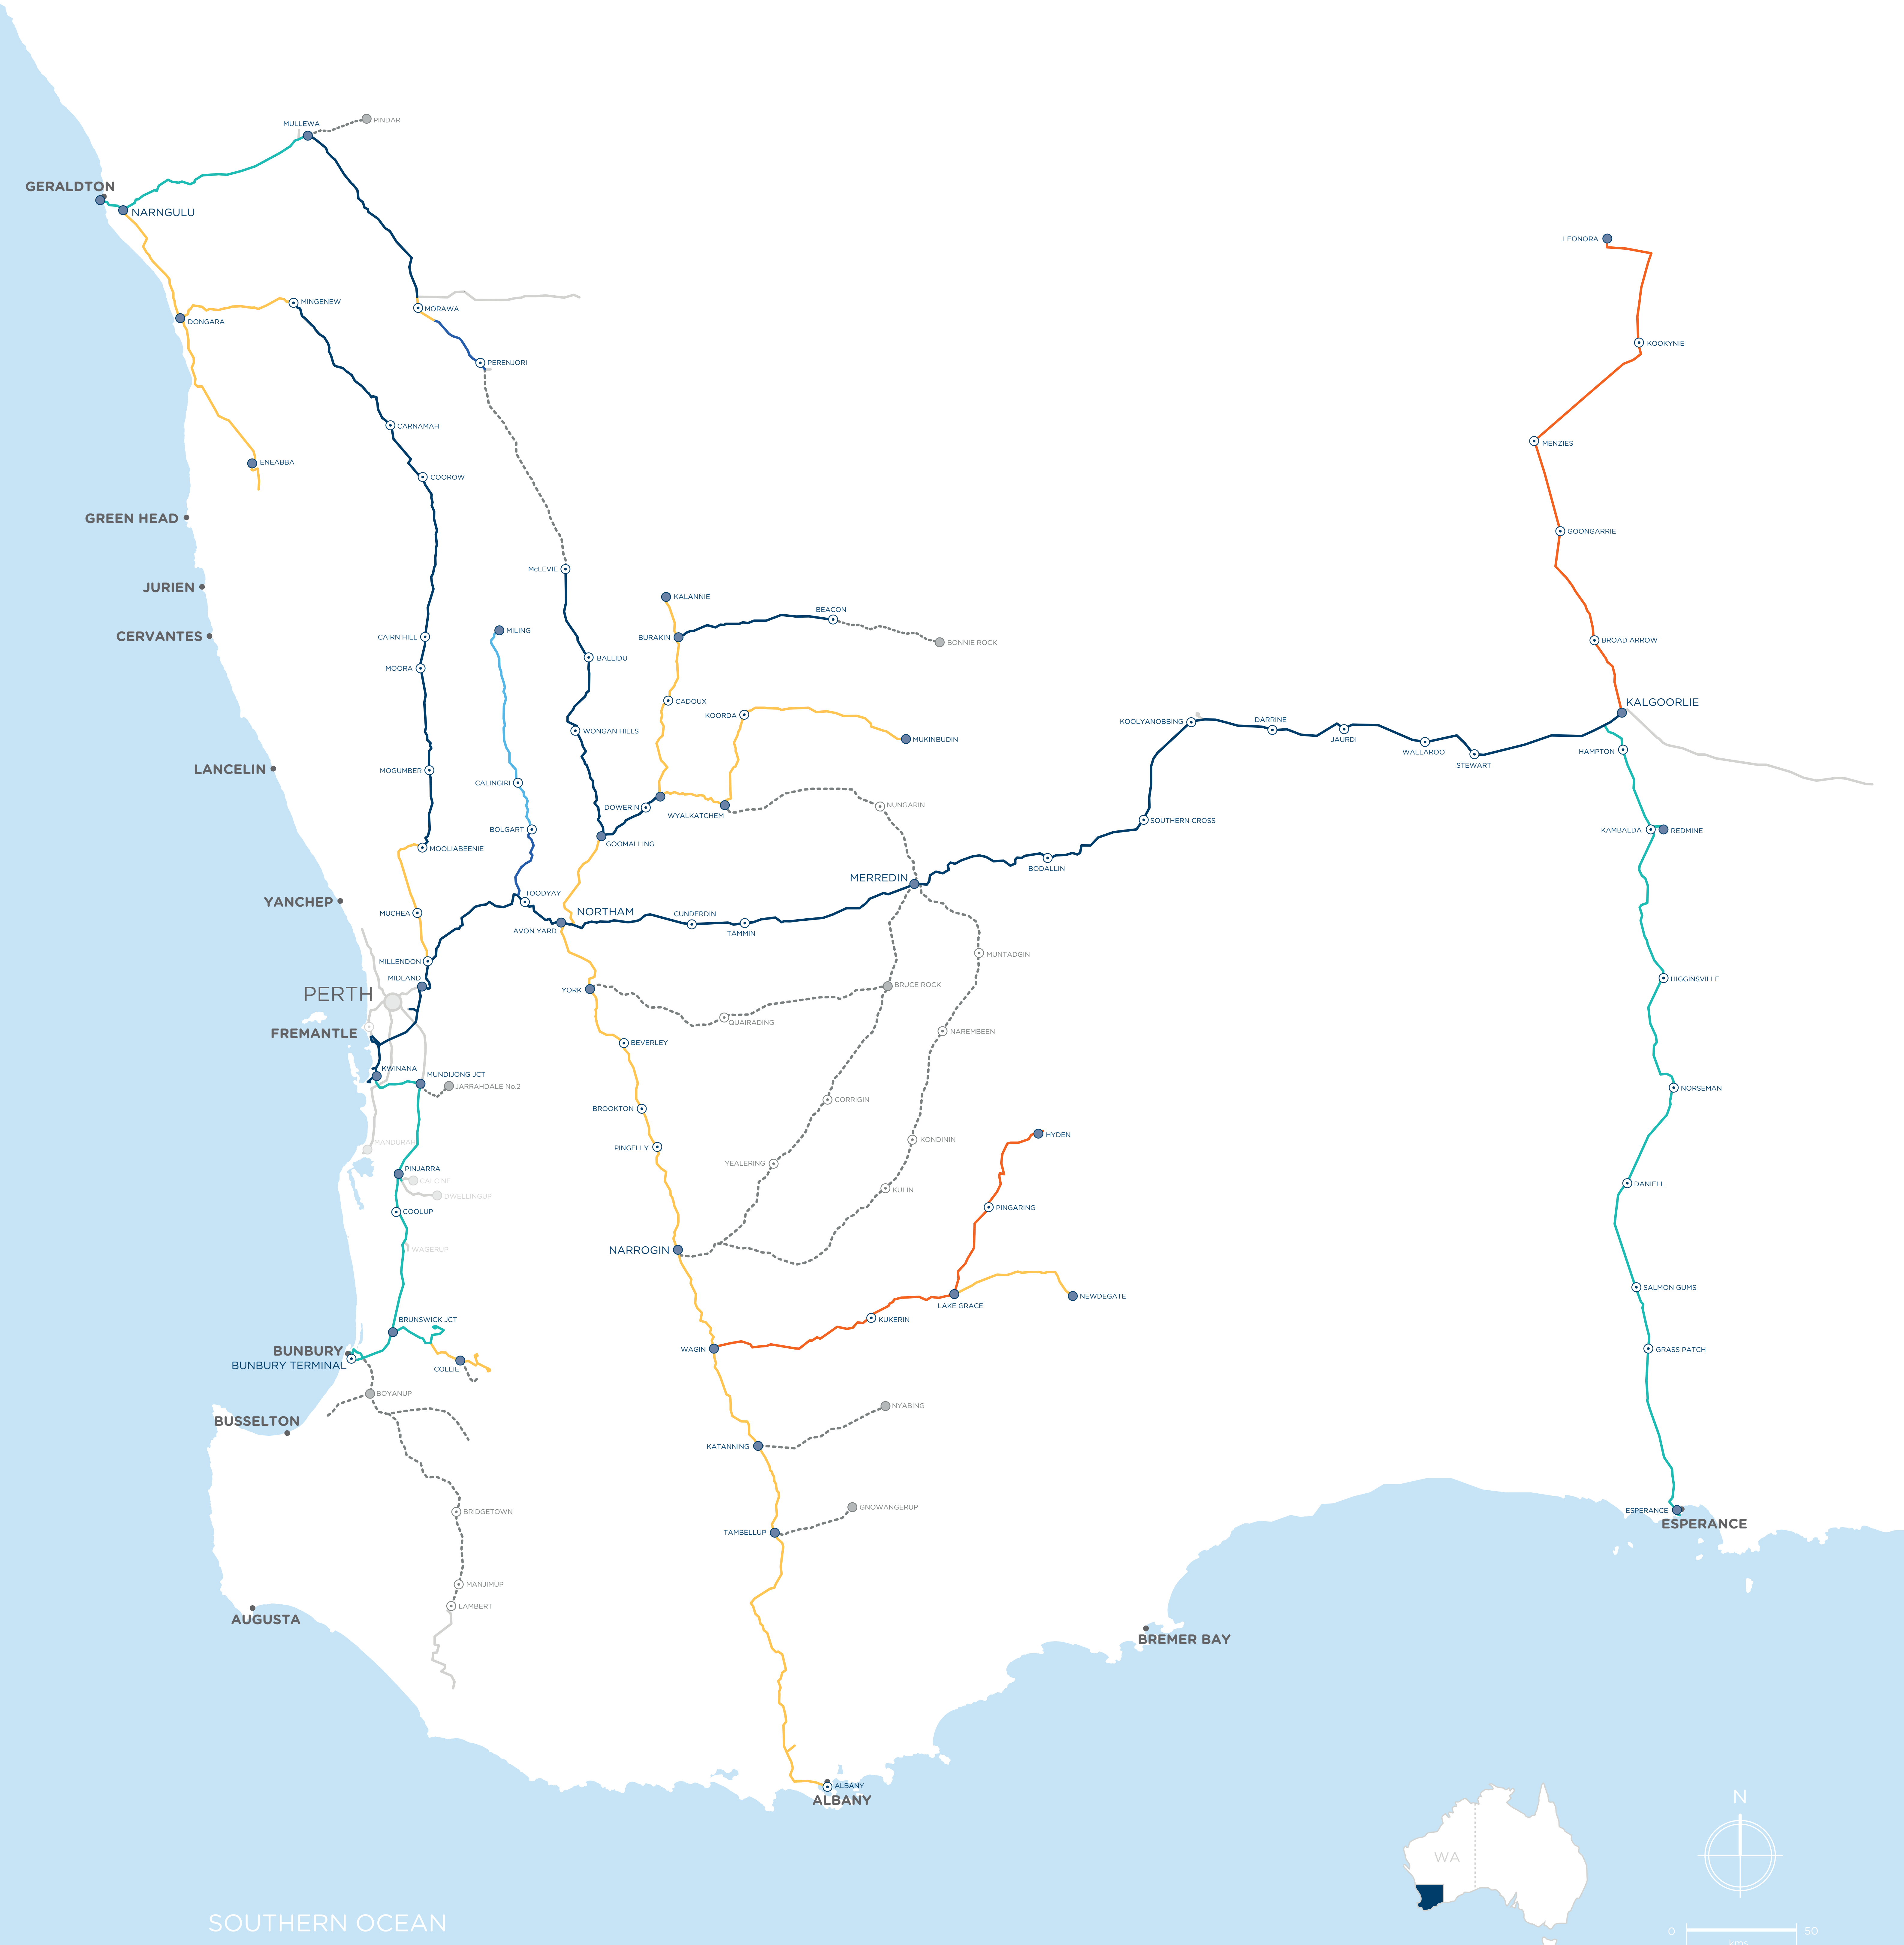 PINDAR
MULLEWA
GERALDTON
NARNGULU
LEONORA
MINGENEW
MORAWA
DONGARA
KOOKYNIE
PERENJORI
CARNAMAH
MENZIES
ENEABBA
COOROW
GREEN HEAD
GOONGARRIE
McLEVIE
JURIEN
KALANNIE
BEACON
MILING
CERVANTES
CAIRN HILL
BURAKIN
BONNIE ROCK
BROAD ARROW
BALLIDU
MOORA
CADOUX
KALGOORLIE
KOORDA
KOOLYANOBBING
DARRINE
WONGAN HILLS
MUKINBUDIN
JAURDI
WALLAROO
HAMPTON
STEWART
LANCELIN
MOGUMBER
CALINGIRI
DOWERIN
NUNGARIN
WYALKATCHEM
SOUTHERN CROSS
BOLGART
KAMBALDA
REDMINE
GOOMALLING
MOOLIABEENIE
BODALLIN
MERREDIN
TOODYAY
YANCHEP
MUCHEA
NORTHAM
CUNDERDIN
AVON YARD
TAMMIN
MUNTADGIN
MILLENDON
MIDLAND
HIGGINSVILLE
PERTH
YORK
BRUCE ROCK
QUAIRADING
FREMANTLE
NAREMBEEN
BEVERLEY
KWINANA
MUNDIJONG JCT
JARRAHDALE No.2
NORSEMAN
CORRIGIN
BROOKTON
HYDEN
MANDURAH
KONDININ
PINGELLY
YEALERING
PINJARRA
CALCINE
DANIELL
KULIN
DWELLINGUP
PINGARING
COOLUP
WAGERUP
NARROGIN
SALMON GUMS
NEWDEGATE
LAKE GRACE
BRUNSWICK JCT
KUKERIN
BUNBURY
WAGIN
GRASS PATCH
BUNBURY TERMINAL
COLLIE
BOYANUP
NYABING
BUSSELTON
KATANNING
GNOWANGERUP
BRIDGETOWN
ESPERANCE
ESPERANCE
TAMBELLUP
MANJIMUP
LAMBERT
AUGUSTA
BREMER BAY
ALBANY
ALBANY
N
WA
SOUTHERN OCEAN
0
50
kms